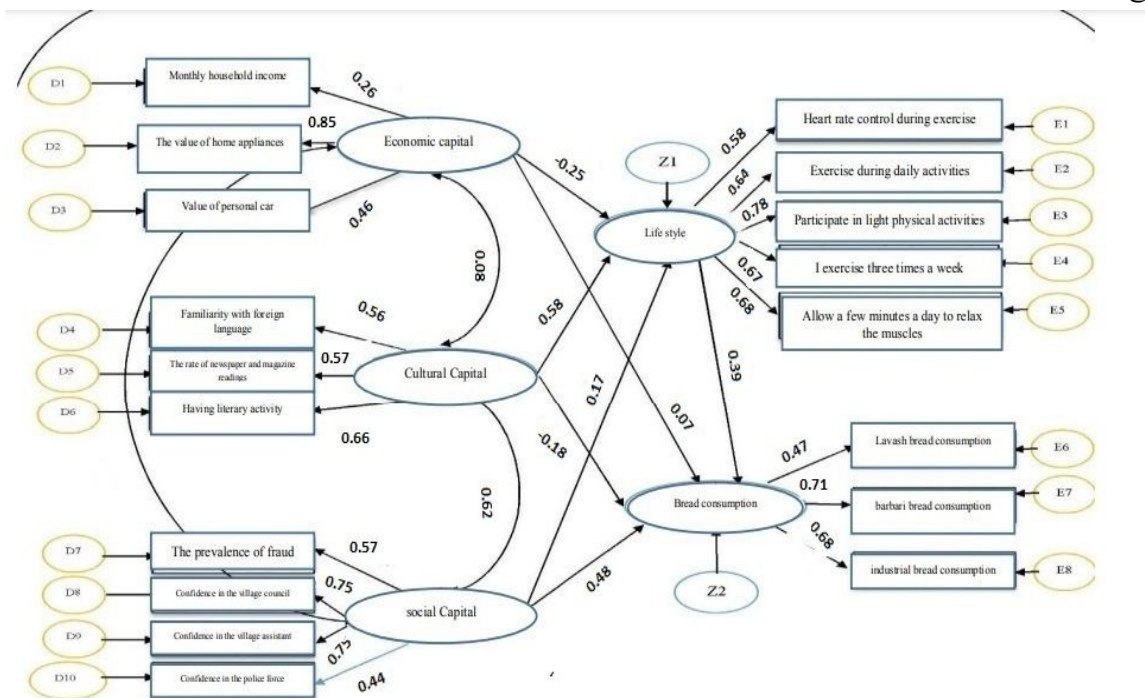 D1
Monthly household income
0.26
D2
The value of home appliances
0.85
Economic capital
D3
Value of personal car
0.46
-0.25
Z1
Life style
0.58
Heart rate control during exercise
E1
0.64
Exercise during daily activities
E2
0.78
Participate in light physical activities
E3
0.67
I exercise three times a week
E4
0.68
Allow a few minutes a day to relax
the muscles
E5
0.08
D4
Familiarity with foreign
language
0.56
D5
The rate of newspaper and magazine
readings
0.57
Cultural Capital
D6
Having literary activity
0.66
0.58
0.17
0.39
0.07
-0.18
0.62
Bread consumption
0.47
Lavash bread consumption
E6
0.71
barbari bread consumption
E7
0.68
industrial bread consumption
E8
Z2
0.48
D7
The prevalence of fraud
0.57
D8
Confidence in the village council
0.75
social Capital
D9
Confidence in the village assistant
0.75
D10
Confidence in the police force
0.44